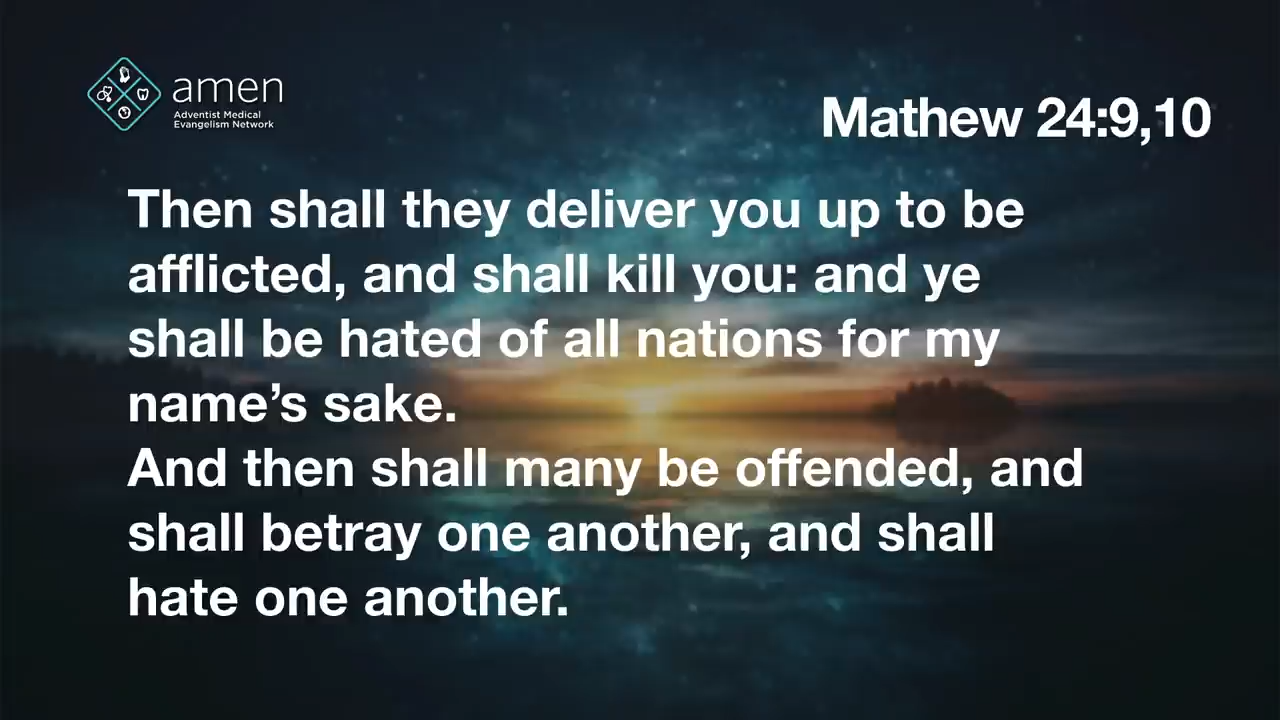 amen
Adventist Medical
Evangelism Network
Mathew 24:9,10
Then shall they deliver you up to be
afflicted, and shall kill you: and ye
shall be hated of all nations for my
name’s sake.
And then shall many be offended, and
shall betray one another, and shall
hate one another.